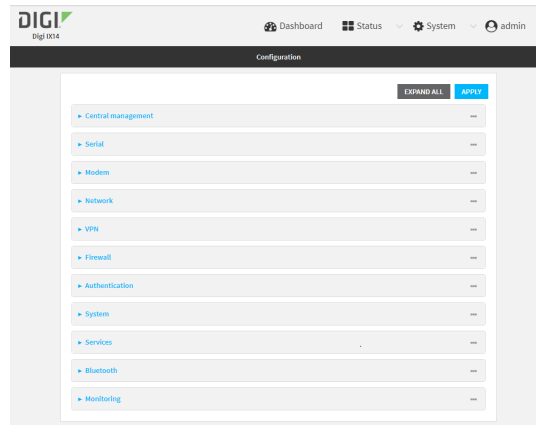 DIGI
Digi IX14
Dashboard Status System admin
Configuration
EXPAND ALL APPLY
Central management
Serial
Modem
Network
VPN
Firewall
Authentication
System
Services
Bluetooth
Monitoring